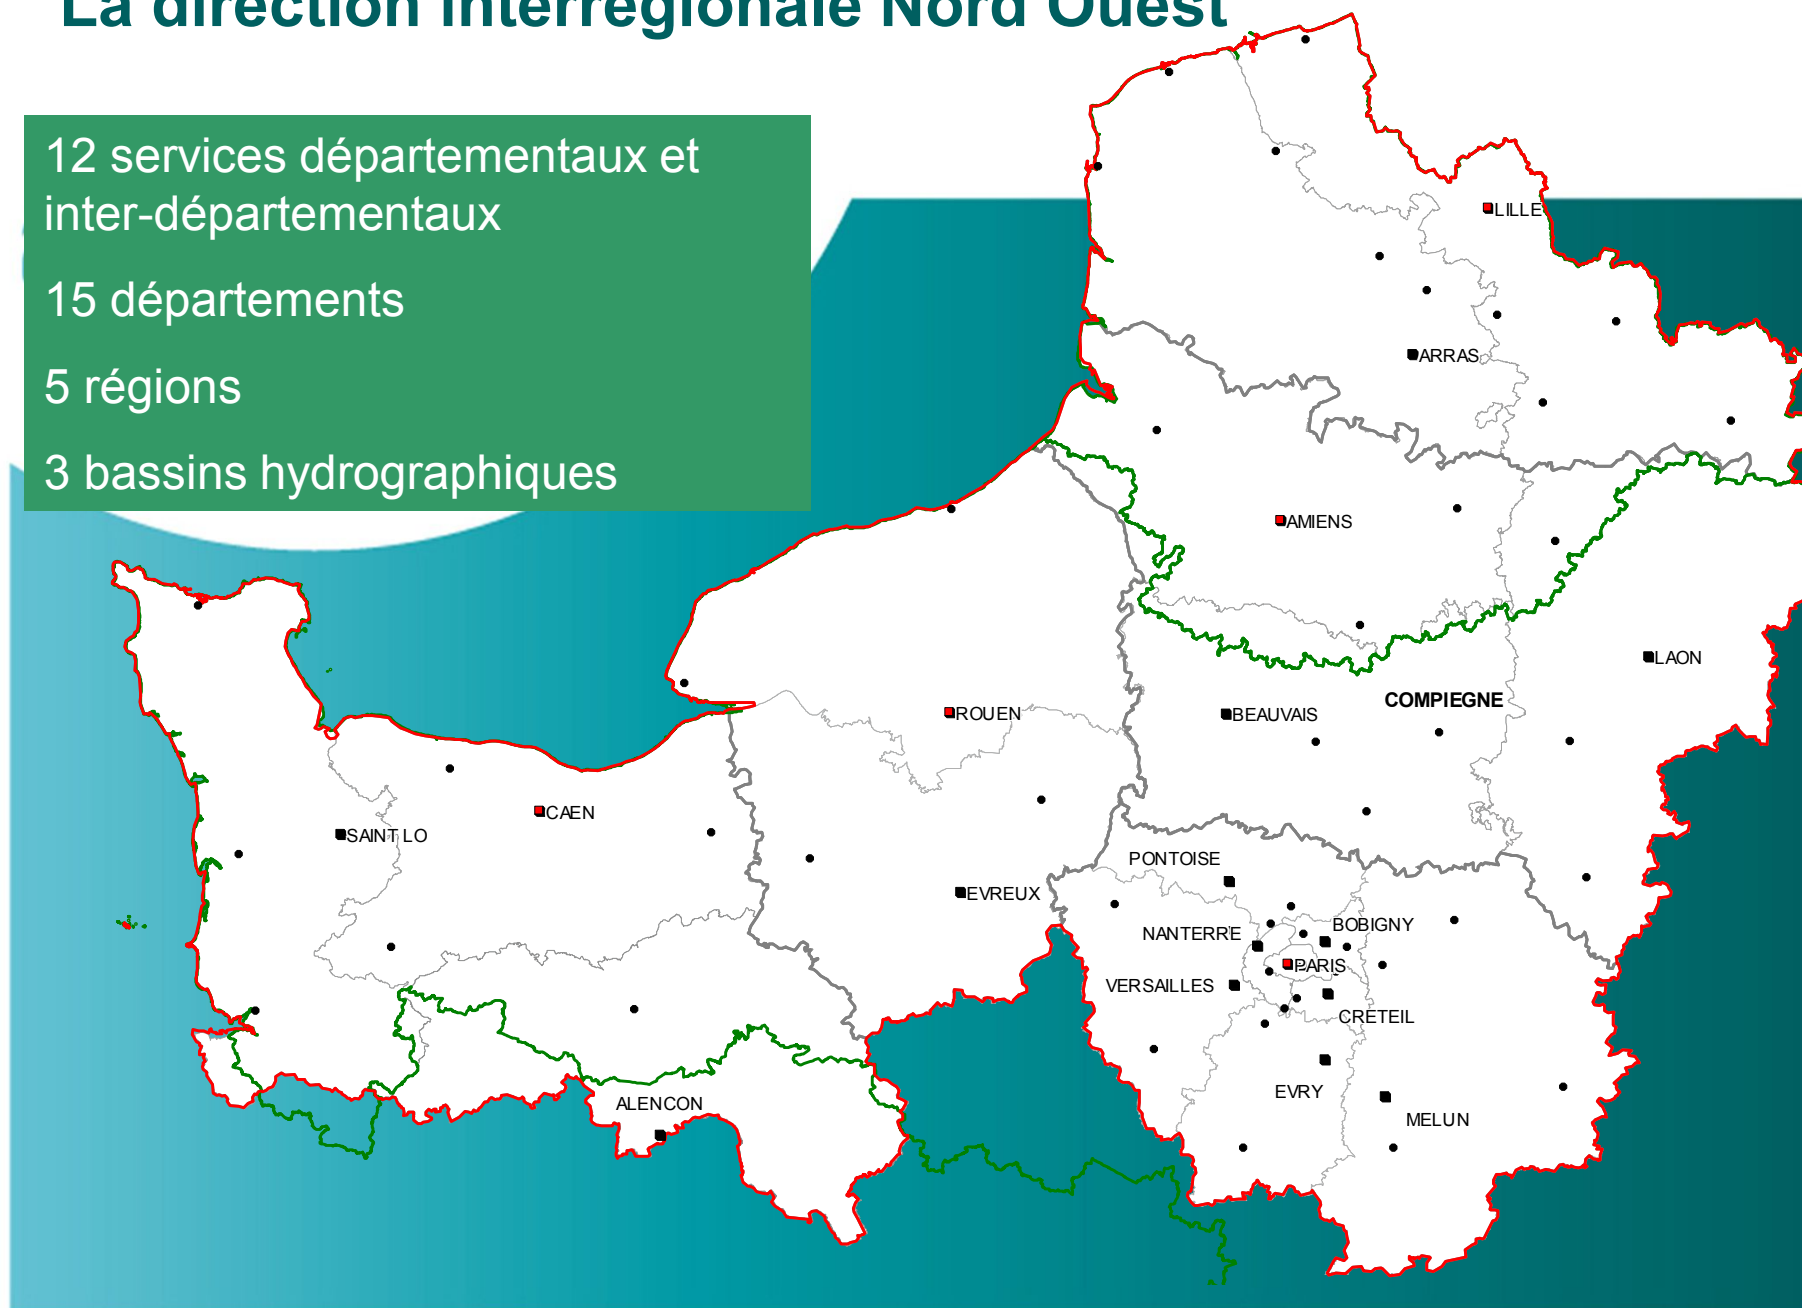 La direction interrégionale Nord Ouest
12 services départementaux et
inter-départementaux
15 départements
5 régions
3 bassins hydrographiques
LILLE
ARRAS
AMIENS
LAON
COMPIEGNE
BEAUVAIS
ROUEN
CAEN
SAINT LO
EVREUX
PONTOISE
BOBIGNY
NANTERRE
PARIS
VERSAILLES
CRETEIL
EVRY
MELUN
ALENCON